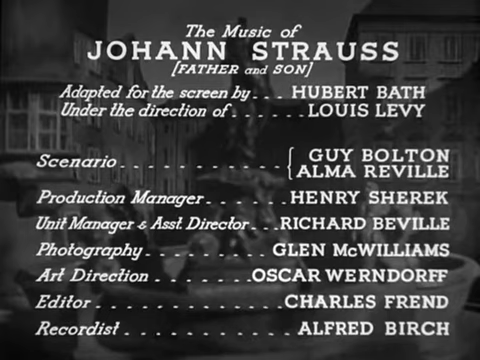 The Music of
JOHANN STRAUSS
[FATHER and SON]
Adapted for the screen by... HUBERT BATH
Under the direction of...... LOUIS LEVY
Scenario........... { GUY BOLTON
ALMA REVILLE
Production Manager...... HENRY SHEREK
Unit Manager & Asst. Director... RICHARD BEVILLE
Photography......... GLEN McWILLIAMS
Art Direction....... OSCAR WERNDORFF
Editor............. CHARLES FREND
Recordist.......... ALFRED BIRCH